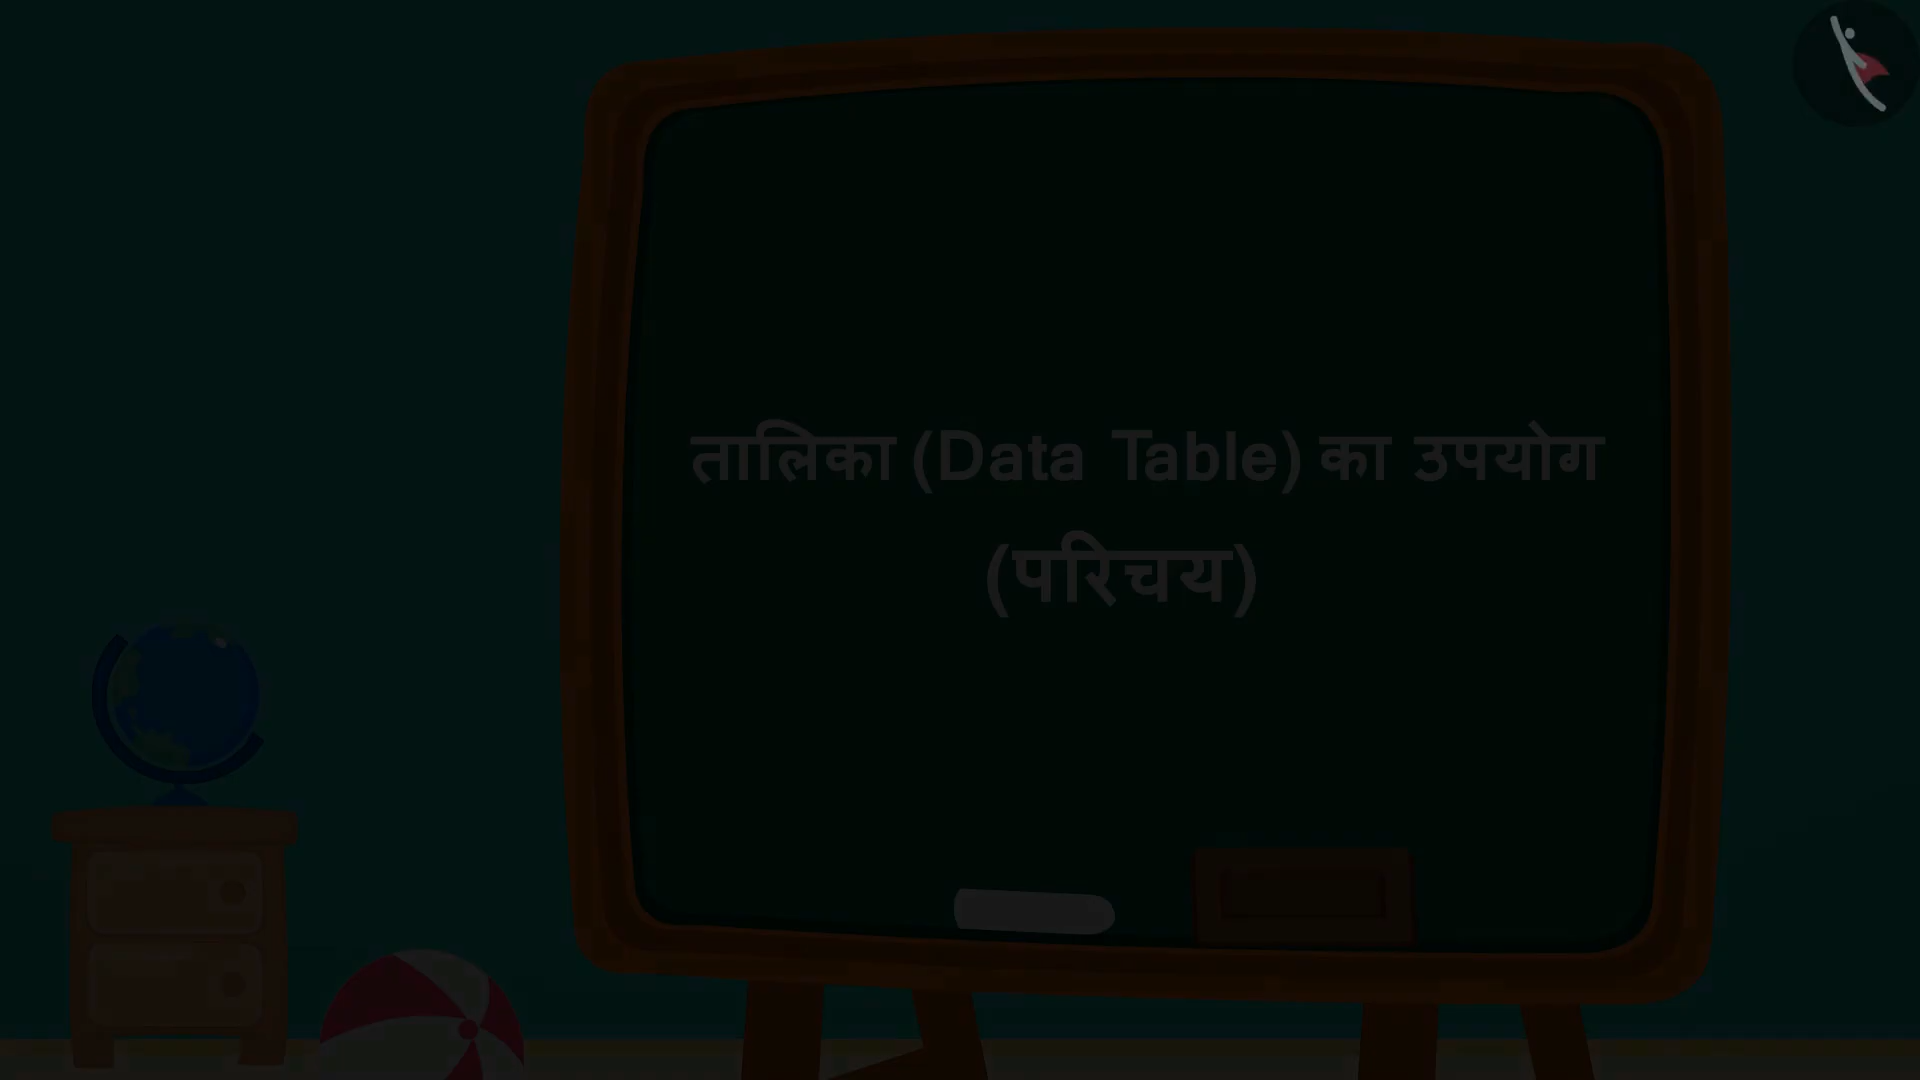 तालिका (Data Table) का उपयोग
(परिचय)